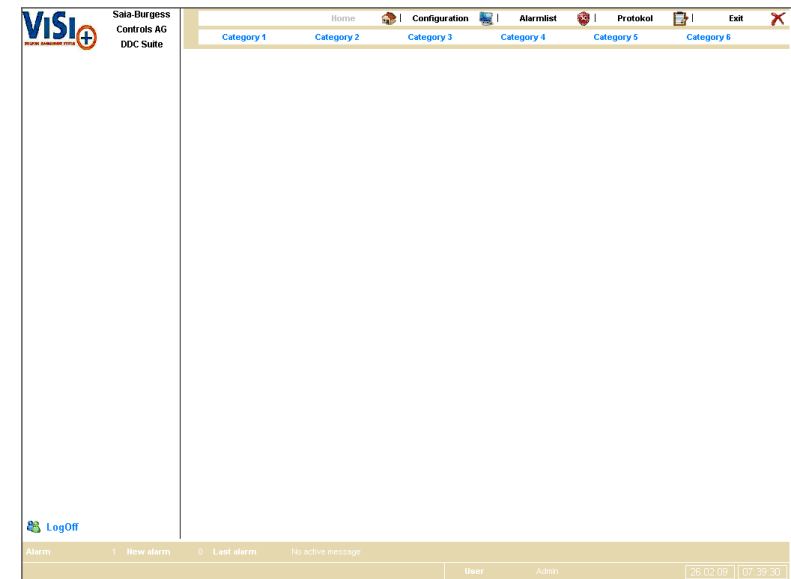 ViSi+
Saia-Burgess
Controls AG
DDC Suite
Home | Configuration | Alarmlist | Protokol | Exit
Category 1 Category 2 Category 3 Category 4 Category 5 Category 6
LogOff
Alarm 1 New alarm 0 Last alarm No active message
User Admin 26.02.09 07:39:30